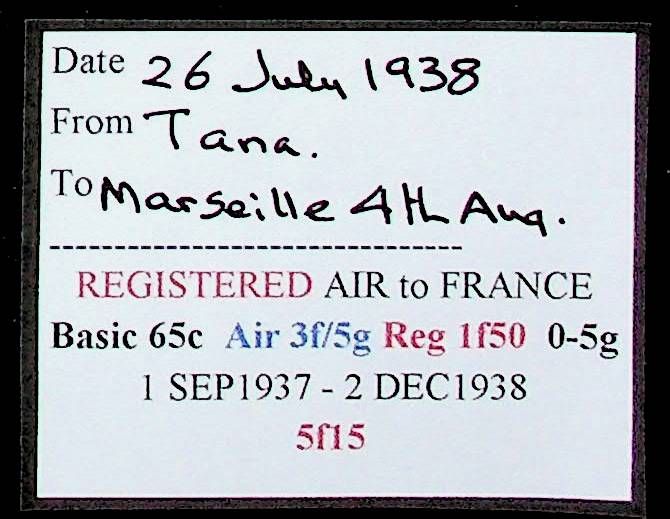 Date 26 July 1938
From Tana.
To Marseille 4th Aug.
--------------------------------
REGISTERED AIR to FRANCE
Basic 65c Air 3f/5g Reg 1f50 0-5g
1 SEP1937 - 2 DEC1938
5f15